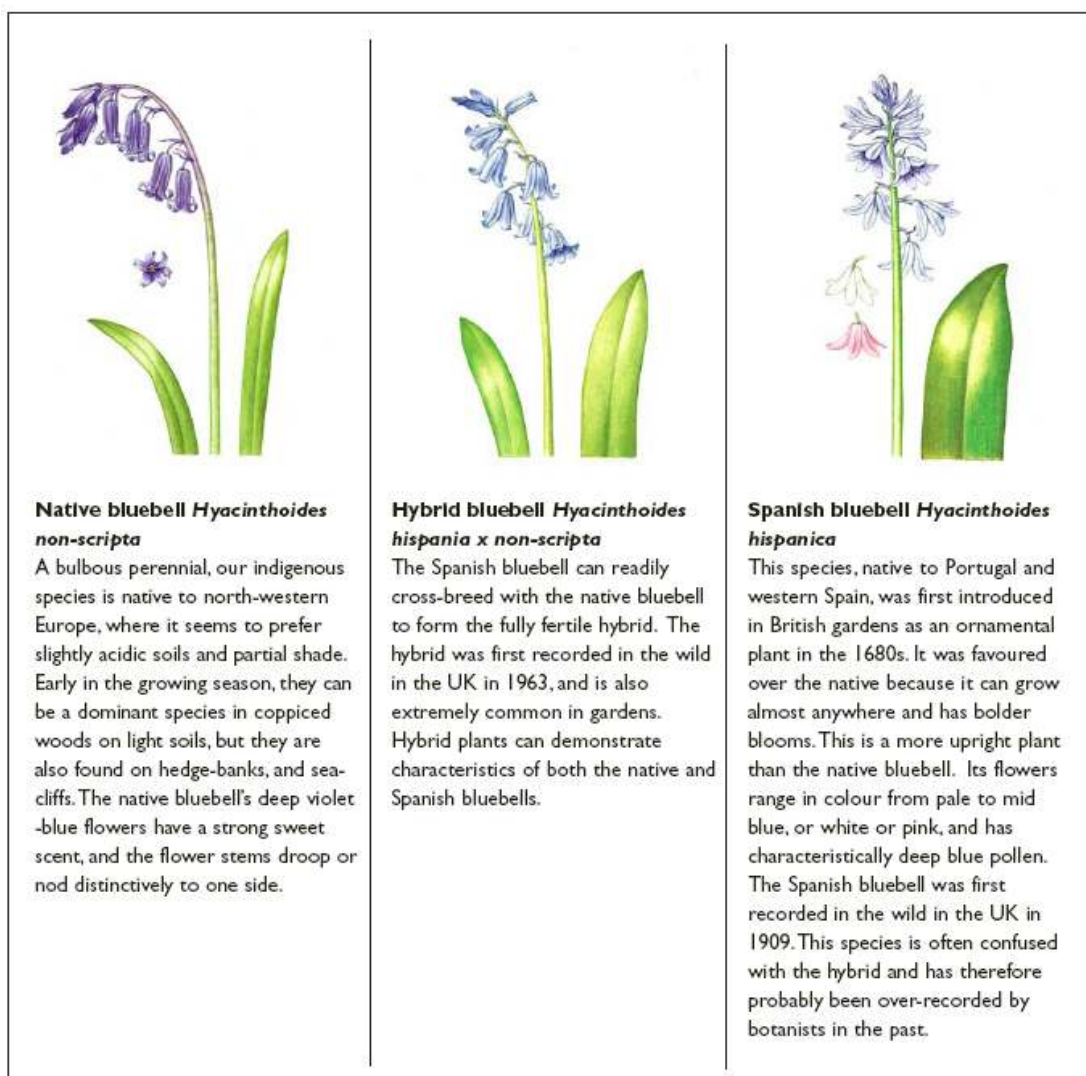 Native bluebell Hyacinthoides
non-scripta
A bulbous perennial, our indigenous
species is native to north-western
Europe, where it seems to prefer
slightly acidic soils and partial shade.
Early in the growing season, they can
be a dominant species in coppiced
woods on light soils, but they are
also found on hedge-banks, and sea-
cliffs. The native bluebell's deep violet
-blue flowers have a strong sweet
scent, and the flower stems droop or
nod distinctively to one side.
Hybrid bluebell Hyacinthoides
hispania x non-scripta
The Spanish bluebell can readily
cross-breed with the native bluebell
to form the fully fertile hybrid. The
hybrid was first recorded in the wild
in the UK in 1963, and is also
extremely common in gardens.
Hybrid plants can demonstrate
characteristics of both the native and
Spanish bluebells.
Spanish bluebell Hyacinthoides
hispanica
This species, native to Portugal and
western Spain, was first introduced
in British gardens as an ornamental
plant in the 1680s. It was favoured
over the native because it can grow
almost anywhere and has bolder
blooms. This is a more upright plant
than the native bluebell. Its flowers
range in colour from pale to mid
blue, or white or pink, and has
characteristically deep blue pollen.
The Spanish bluebell was first
recorded in the wild in the UK in
1909. This species is often confused
with the hybrid and has therefore
probably been over-recorded by
botanists in the past.